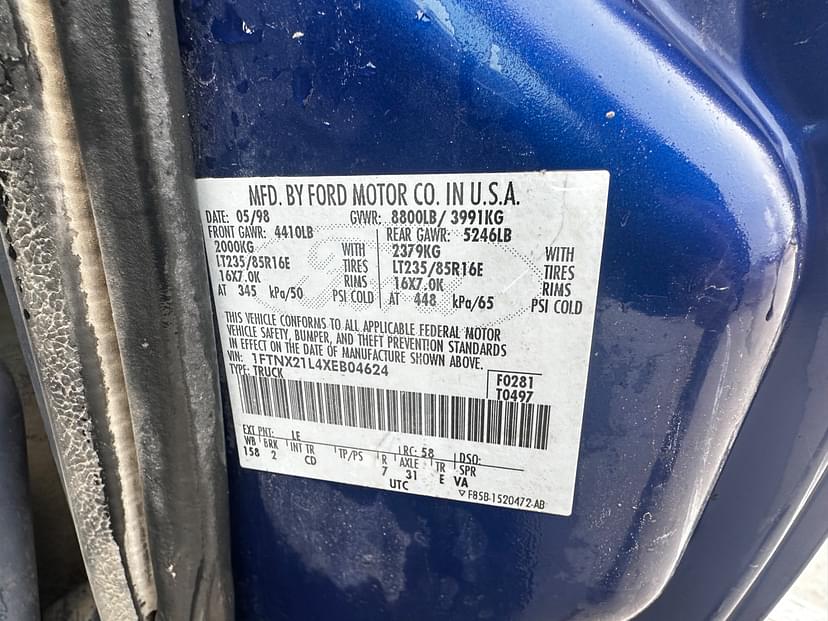 MFD. BY FORD MOTOR CO. IN U.S.A.
DATE: 05/98 GVWR: 8800LB/ 3991KG
FRONT GAWR: 4410LB REAR GAWR: 5246LB
2000KG WITH 2379KG WITH
LT235/85R16E TIRES LT235/85R16E TIRES
16X7.0K RIMS 16X7.0K RIMS
AT 345 kPa/50 PSI COLD AT 448 kPa/65 PSI COLD
THIS VEHICLE CONFORMS TO ALL APPLICABLE FEDERAL MOTOR
VEHICLE SAFETY, BUMPER, AND THEFT PREVENTION STANDARDS
IN EFFECT ON THE DATE OF MANUFACTURE SHOWN ABOVE.
VIN: 1FTNX21L4XEB04624
TYPE: TRUCK F0281
T0497
EXT PNT: LE RC: 58 DSO:
WB BRK INT TR TP/PS R AXLE TR SPR
158 2 CD 7 31 E VA
UTC
▽ F85B-1520472-AB